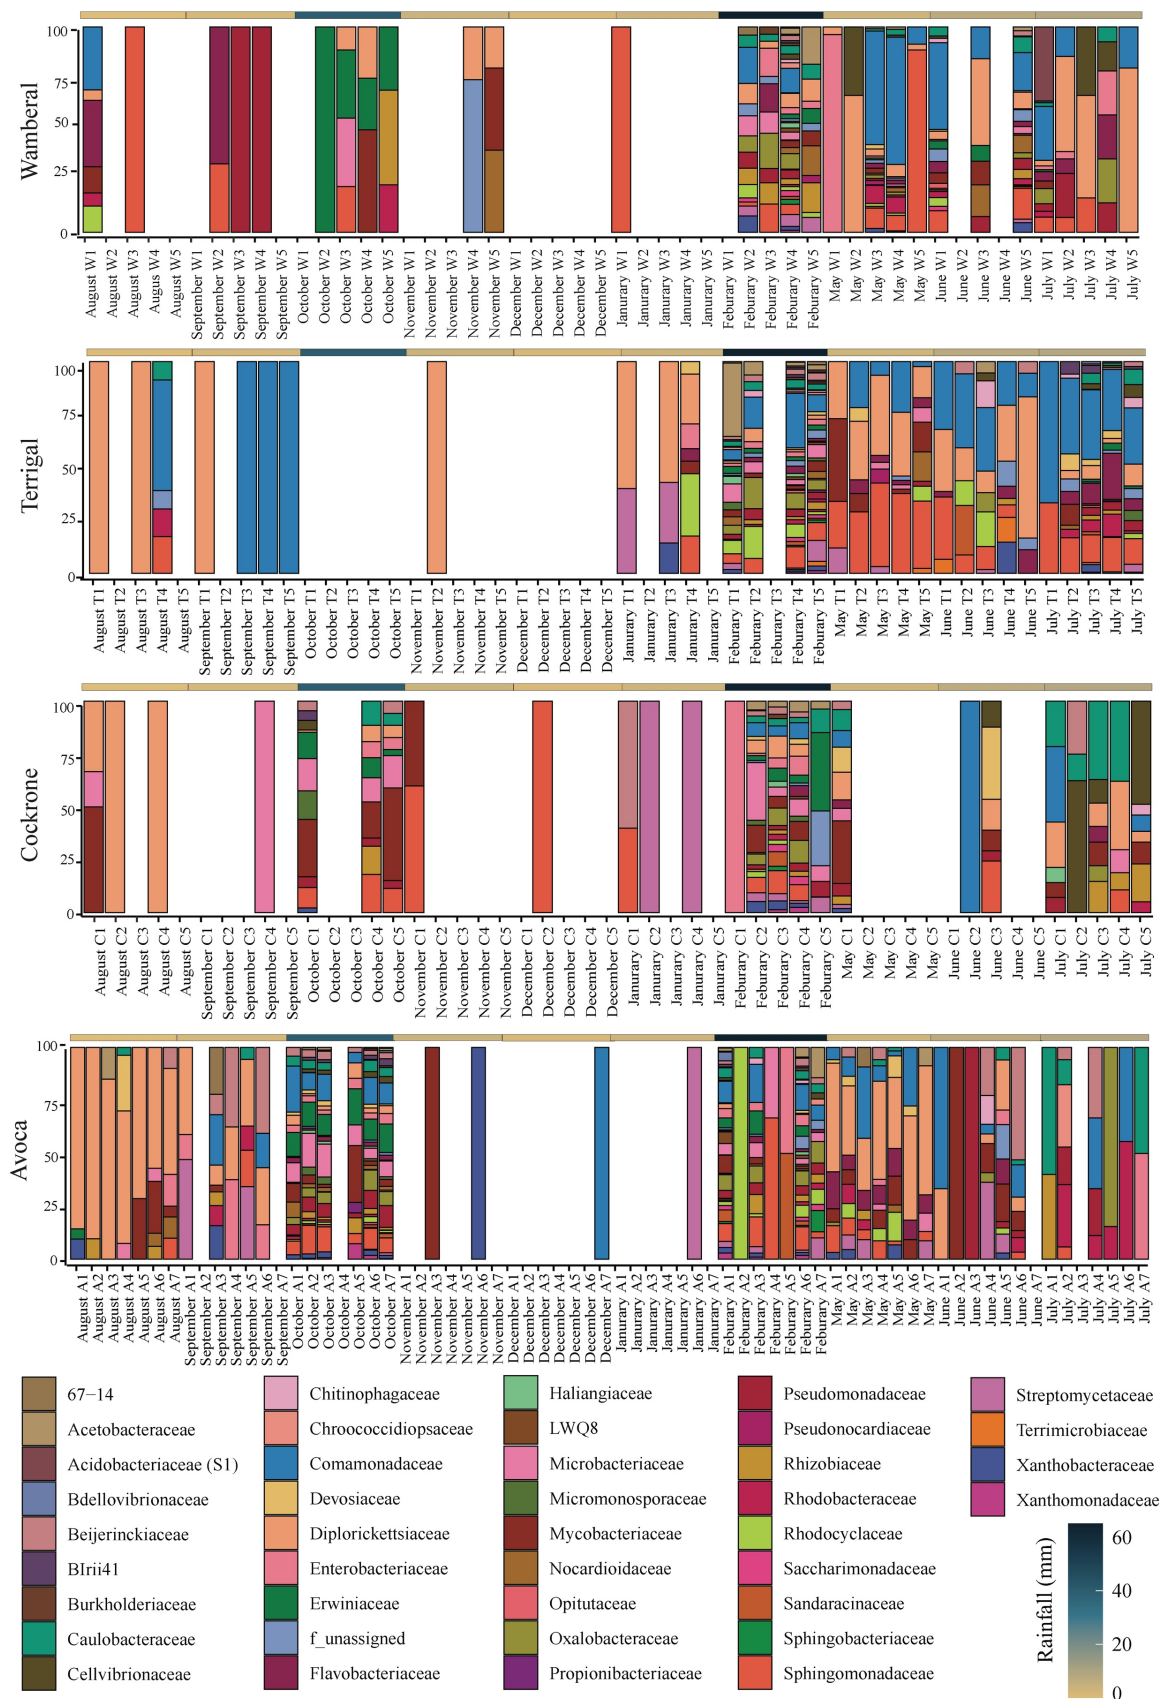 Wamberal
100
75
50
25
0
August W1
August W2
August W3
Augus W4
August W5
September W1
September W2
September W3
September W4
September W5
October W1
October W2
October W3
October W4
October W5
November W1
November W2
November W3
November W4
November W5
December W1
December W2
December W3
December W4
December W5
Janurary W1
Janurary W2
Janurary W3
Janurary W4
Janurary W5
Feburary W1
Feburary W2
Feburary W3
Feburary W4
Feburary W5
May W1
May W2
May W3
May W4
May W5
June W1
June W2
June W3
June W4
June W5
July W1
July W2
July W3
July W4
July W5
Terrigal
100
75
50
25
0
August T1
August T2
August T3
August T4
August T5
September T1
September T2
September T3
September T4
September T5
October T1
October T2
October T3
October T4
October T5
November T1
November T2
November T3
November T4
November T5
December T1
December T2
December T3
December T4
December T5
Janurary T1
Janurary T2
Janurary T3
Janurary T4
Janurary T5
Feburary T1
Feburary T2
Feburary T3
Feburary T4
Feburary T5
May T1
May T2
May T3
May T4
May T5
June T1
June T2
June T3
June T4
June T5
July T1
July T2
July T3
July T4
July T5
Cockrone
100
75
50
25
0
August C1
August C2
August C3
August C4
August C5
September C1
September C2
September C3
September C4
September C5
October C1
October C2
October C3
October C4
October C5
November C1
November C2
November C3
November C4
November C5
December C1
December C2
December C3
December C4
December C5
Janurary C1
Janurary C2
Janurary C3
Janurary C4
Janurary C5
Feburary C1
Feburary C2
Feburary C3
Feburary C4
Feburary C5
May C1
May C2
May C3
May C4
May C5
June C1
June C2
June C3
June C4
June C5
July C1
July C2
July C3
July C4
July C5
Avoca
100
75
50
25
0
August A1
August A2
August A3
August A4
August A5
August A6
August A7
September A1
September A2
September A3
September A4
September A5
September A6
September A7
October A1
October A2
October A3
October A4
October A5
October A6
October A7
November A1
November A2
November A3
November A4
November A5
November A6
November A7
December A1
December A2
December A3
December A4
December A5
December A6
December A7
Janurary A1
Janurary A2
Janurary A3
Janurary A4
Janurary A5
Janurary A6
Janurary A7
Feburary A1
Feburary A2
Feburary A3
Feburary A4
Feburary A5
Feburary A6
Feburary A7
May A1
May A2
May A3
May A4
May A5
May A6
May A7
June A1
June A2
June A3
June A4
June A5
June A6
June A7
July A1
July A2
July A3
July A4
July A5
July A6
July A7
67−14
Acetobacteraceae
Acidobacteriaceae (S1)
Bdellovibrionaceae
Beijerinckiaceae
BIrii41
Burkholderiaceae
Caulobacteraceae
Cellvibrionaceae
Chitinophagaceae
Chroococcidiopsaceae
Comamonadaceae
Devosiaceae
Diplorickettsiaceae
Enterobacteriaceae
Erwiniaceae
f_unassigned
Flavobacteriaceae
Haliangiaceae
LWQ8
Microbacteriaceae
Micromonosporaceae
Mycobacteriaceae
Nocardioidaceae
Opitutaceae
Oxalobacteraceae
Propionibacteriaceae
Pseudomonadaceae
Pseudonocardiaceae
Rhizobiaceae
Rhodobacteraceae
Rhodocyclaceae
Saccharimonadaceae
Sandaracinaceae
Sphingobacteriaceae
Sphingomonadaceae
Streptomycetaceae
Terrimicrobiaceae
Xanthobacteraceae
Xanthomonadaceae
Rainfall (mm)
60
40
20
0